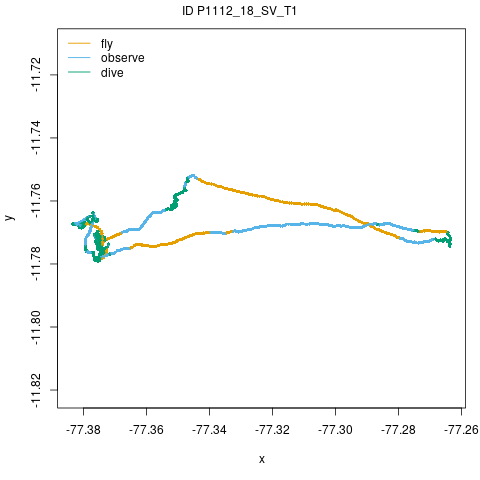 ID P1112_18_SV_T1
fly
observe
dive
-11.72
-11.74
-11.76
-11.78
-11.80
-11.82
y
-77.38
-77.36
-77.34
-77.32
-77.30
-77.28
-77.26
x